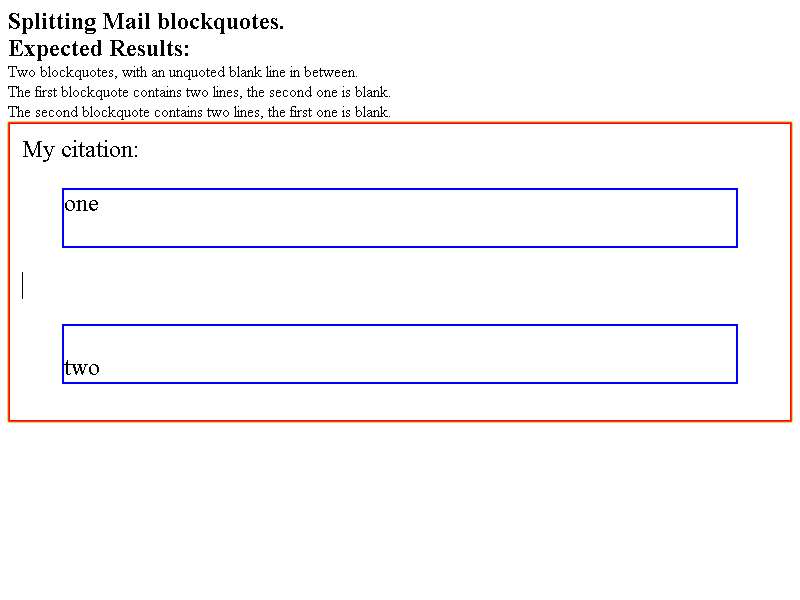 Splitting Mail blockquotes.
Expected Results:
Two blockquotes, with an unquoted blank line in between.
The first blockquote contains two lines, the second one is blank.
The second blockquote contains two lines, the first one is blank.
My citation:
one
two